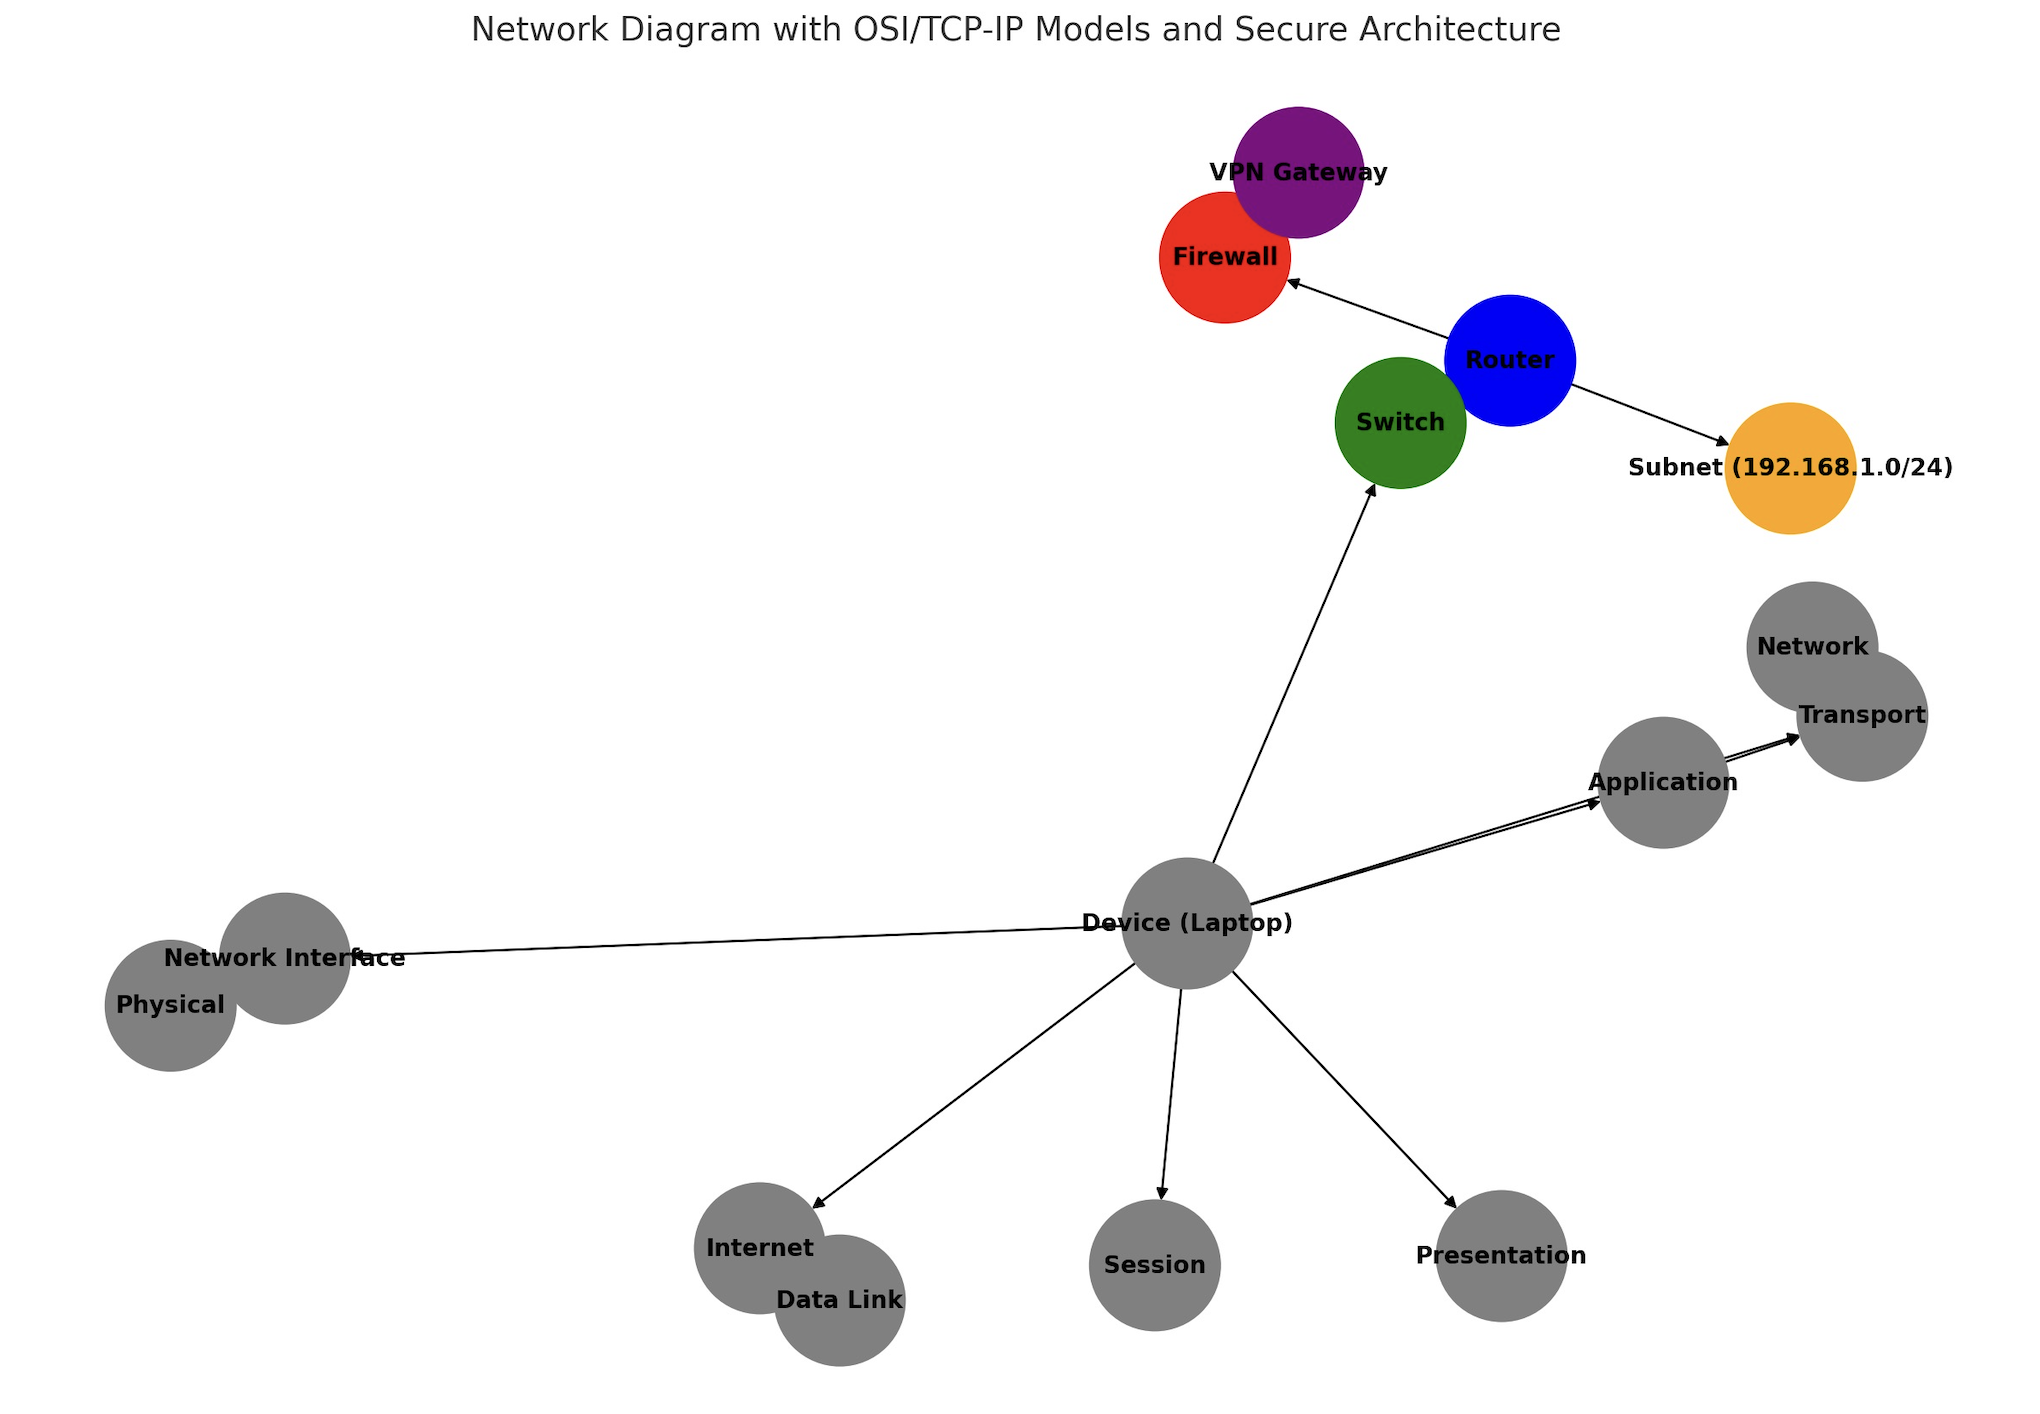 Network Diagram with OSI/TCP-IP Models and Secure Architecture
VPN Gateway
Firewall
Router
Switch
Subnet (192.168.1.0/24)
Network
Transport
Application
Device (Laptop)
Network Interface
Physical
Internet
Session
Presentation
Data Link